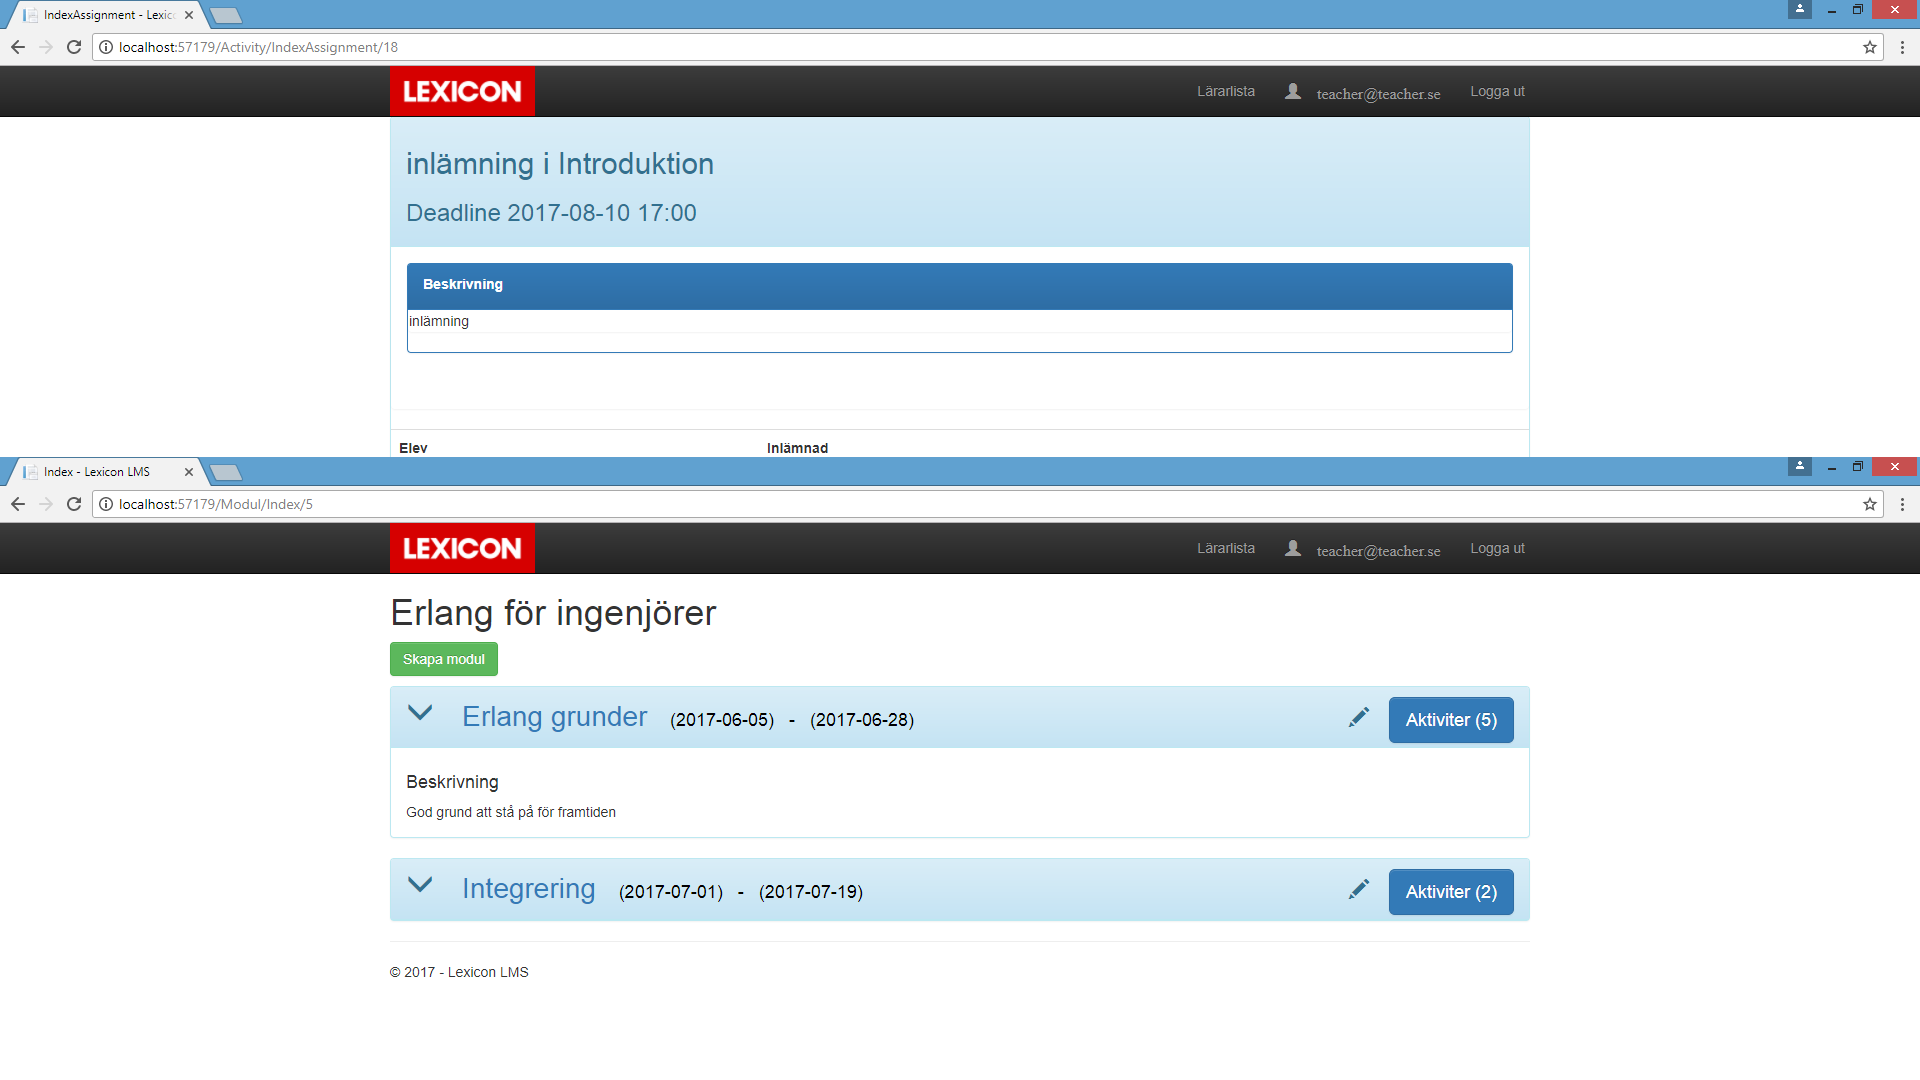 IndexAssignment - Lexic
localhost:57179/Activity/IndexAssignment/18
LEXICON
Lärarlista
teacher@teacher.se
Logga ut
inlämning i Introduktion
Deadline 2017-08-10 17:00
Beskrivning
inlämning
Elev Inlämnad
Index - Lexicon LMS
localhost:57179/Modul/Index/5
LEXICON
Lärarlista
teacher@teacher.se
Logga ut
Erlang för ingenjörer
Skapa modul
Erlang grunder (2017-06-05) - (2017-06-28) Aktiviter (5)
Beskrivning
God grund att stå på för framtiden
Integrering (2017-07-01) - (2017-07-19) Aktiviter (2)
© 2017 - Lexicon LMS